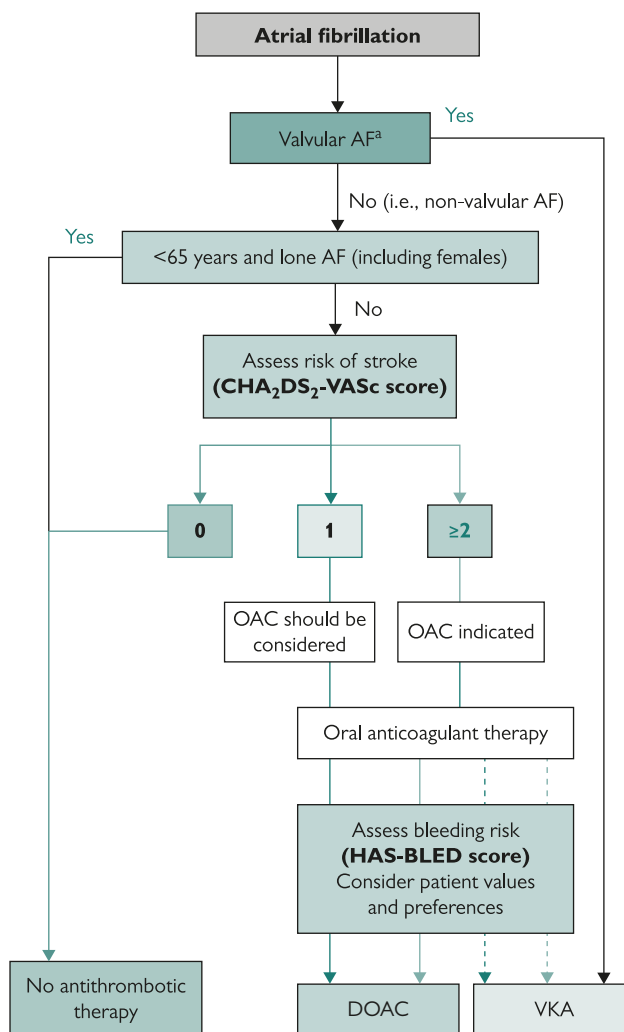 Atrial fibrillation
Valvular AFᵃ
Yes
No (i.e., non-valvular AF)
Yes
<65 years and lone AF (including females)
No
Assess risk of stroke
(CHA₂DS₂-VASc score)
0
1
≥2
OAC should be
considered
OAC indicated
Oral anticoagulant therapy
Assess bleeding risk
(HAS-BLED score)
Consider patient values
and preferences
No antithrombotic
therapy
DOAC
VKA